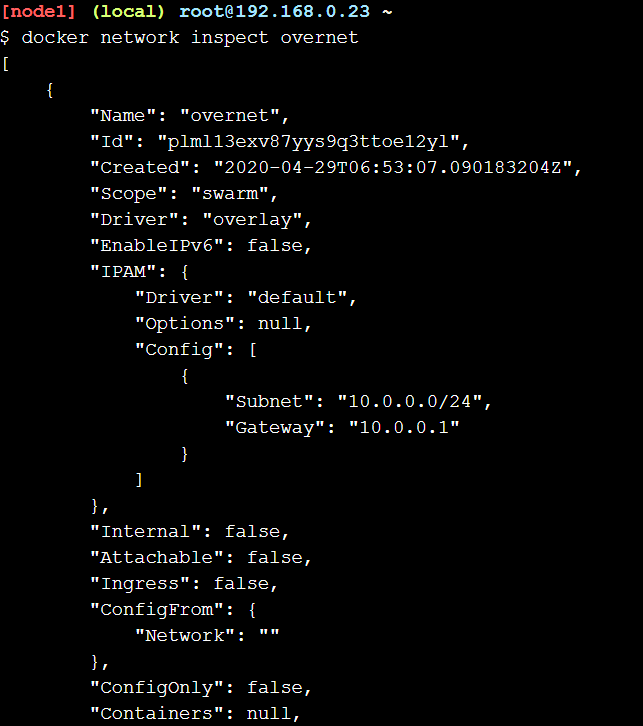 [node1] (local) root@192.168.0.23 ~
$ docker network inspect overnet
[
    {
        "Name": "overnet",
        "Id": "plml13exv87yys9q3ttoe12yl",
        "Created": "2020-04-29T06:53:07.090183204Z",
        "Scope": "swarm",
        "Driver": "overlay",
        "EnableIPv6": false,
        "IPAM": {
            "Driver": "default",
            "Options": null,
            "Config": [
                {
                    "Subnet": "10.0.0.0/24",
                    "Gateway": "10.0.0.1"
                }
            ]
        },
        "Internal": false,
        "Attachable": false,
        "Ingress": false,
        "ConfigFrom": {
            "Network": ""
        },
        "ConfigOnly": false,
        "Containers": null,